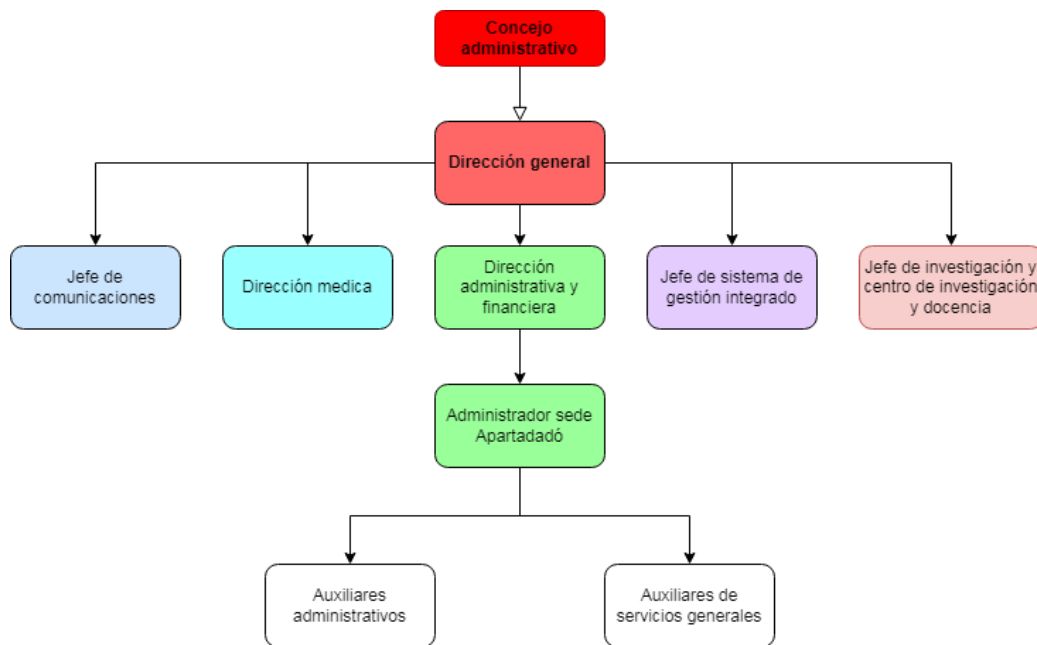 Concejo
administrativo
Dirección general
Jefe de
comunicaciones
Dirección medica
Dirección
administrativa y
financiera
Jefe de sistema de
gestión integrado
Jefe de investigación y
centro de investigación
y docencia
Administrador sede
Apartadadó
Auxiliares
administrativos
Auxiliares de
servicios generales